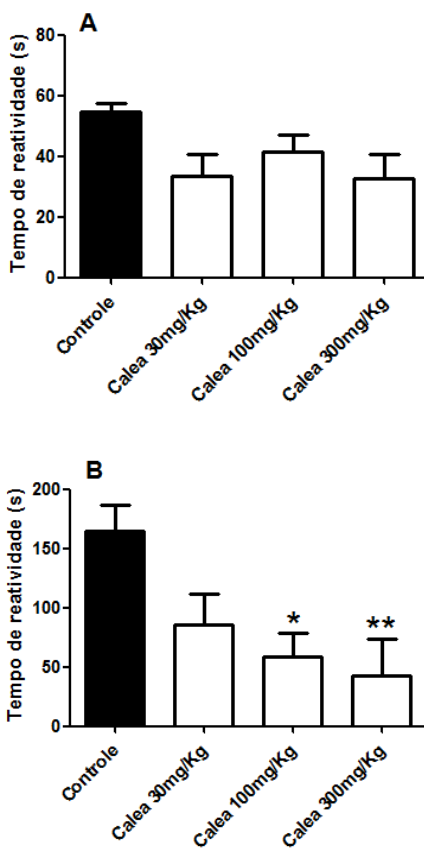 A
Tempo de reatividade (s)
80
60
40
20
0
Controle
Calea 30mg/Kg
Calea 100mg/Kg
Calea 300mg/Kg
B
Tempo de reatividade (s)
200
150
100
50
0
*
**
Controle
Calea 30mg/Kg
Calea 100mg/Kg
Calea 300mg/Kg